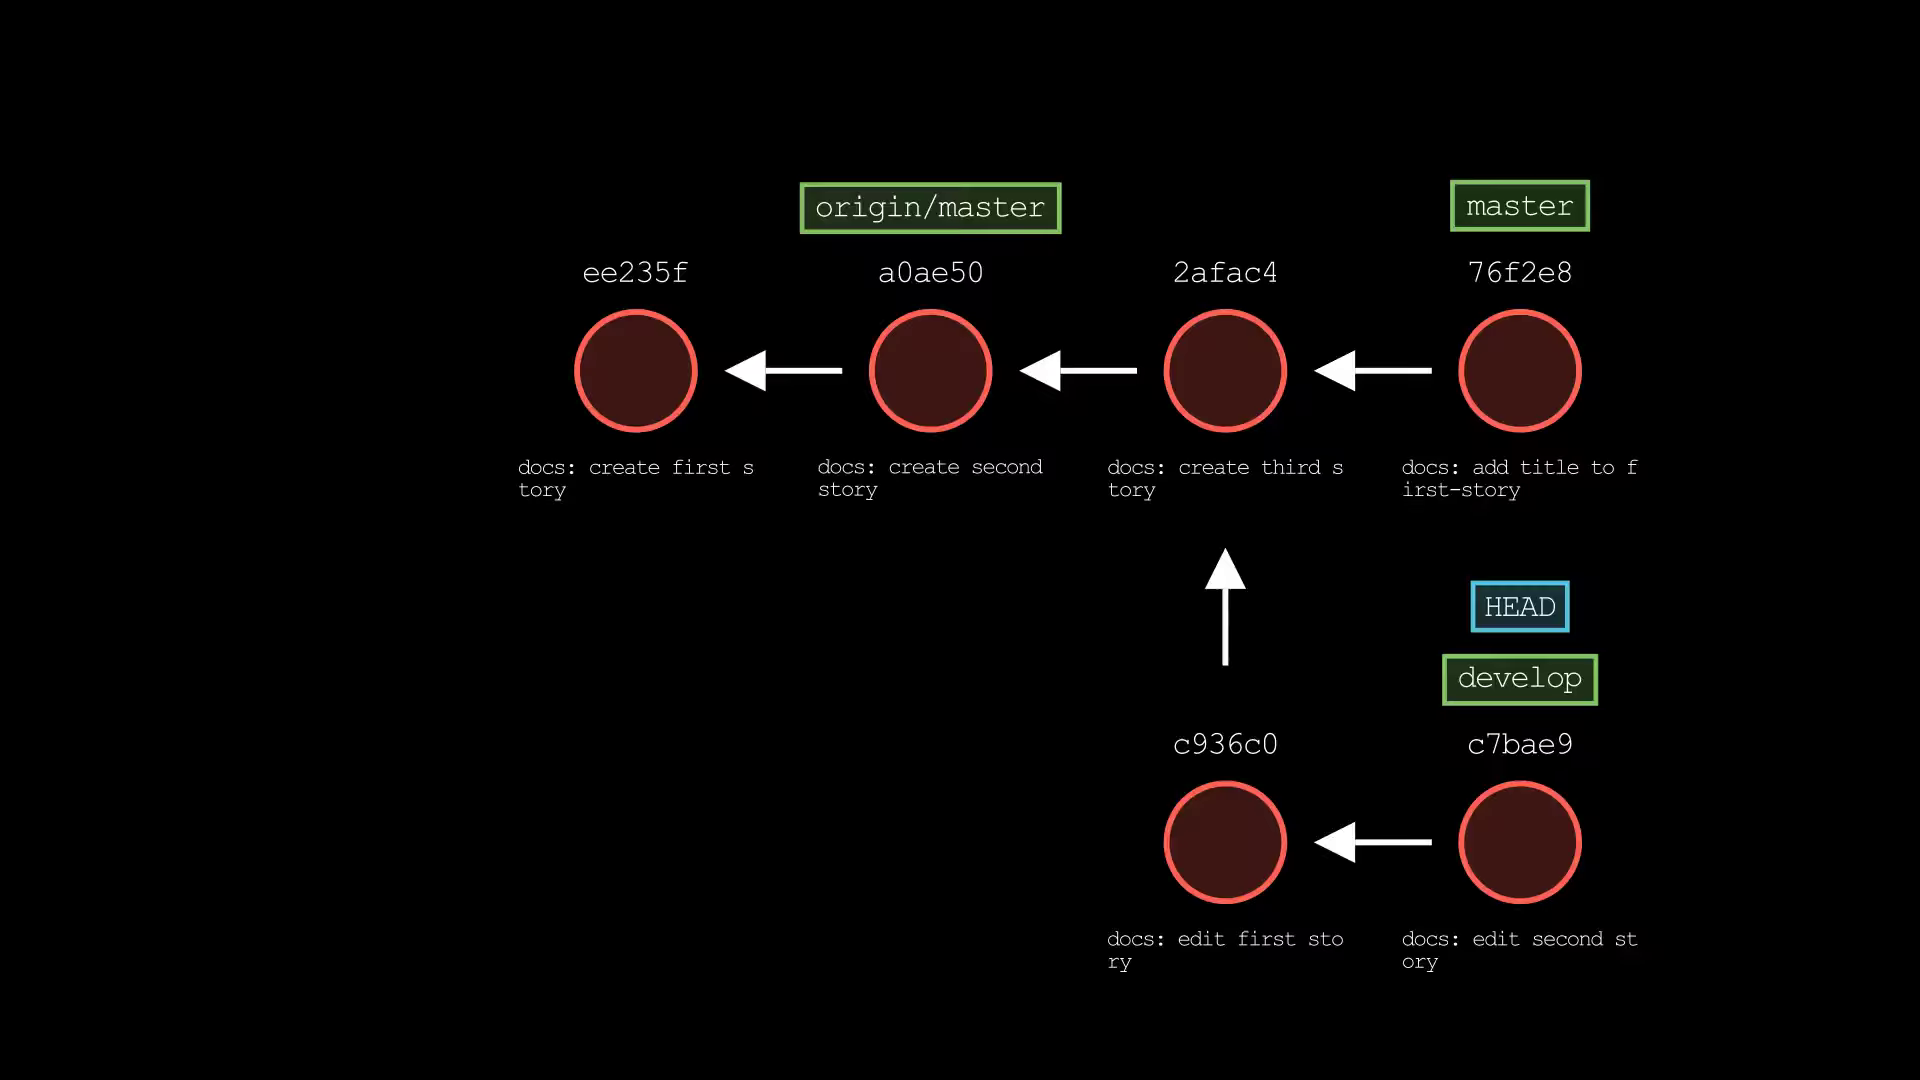 origin/master
master
ee235f
a0ae50
2afac4
76f2e8
docs: create first s
tory
docs: create second
story
docs: create third s
tory
docs: add title to f
irst-story
HEAD
develop
c936c0
c7bae9
docs: edit first sto
ry
docs: edit second st
ory